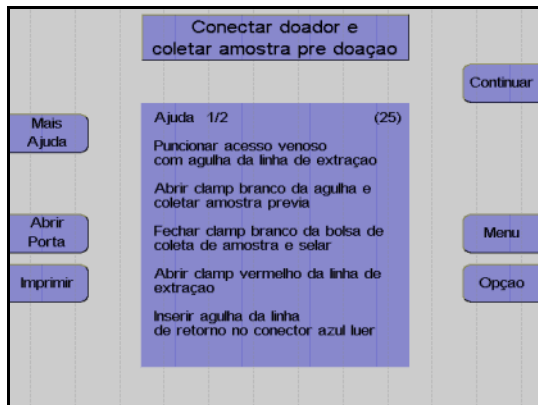 Conectar doador e
coletar amostra pre doaçao
Continuar
Mais
Ajuda
Ajuda 1/2 (25)
Puncionar acesso venoso
com agulha da linha de extraçao
Abrir clamp branco da agulha e
coletar amostra previa
Fechar clamp branco da bolsa de
coleta de amostra e selar
Abrir clamp vermelho da linha de
extraçao
Inserir agulha da linha
de retorno no conector azul luer
Abrir
Porta
Imprimir
Menu
Opçao